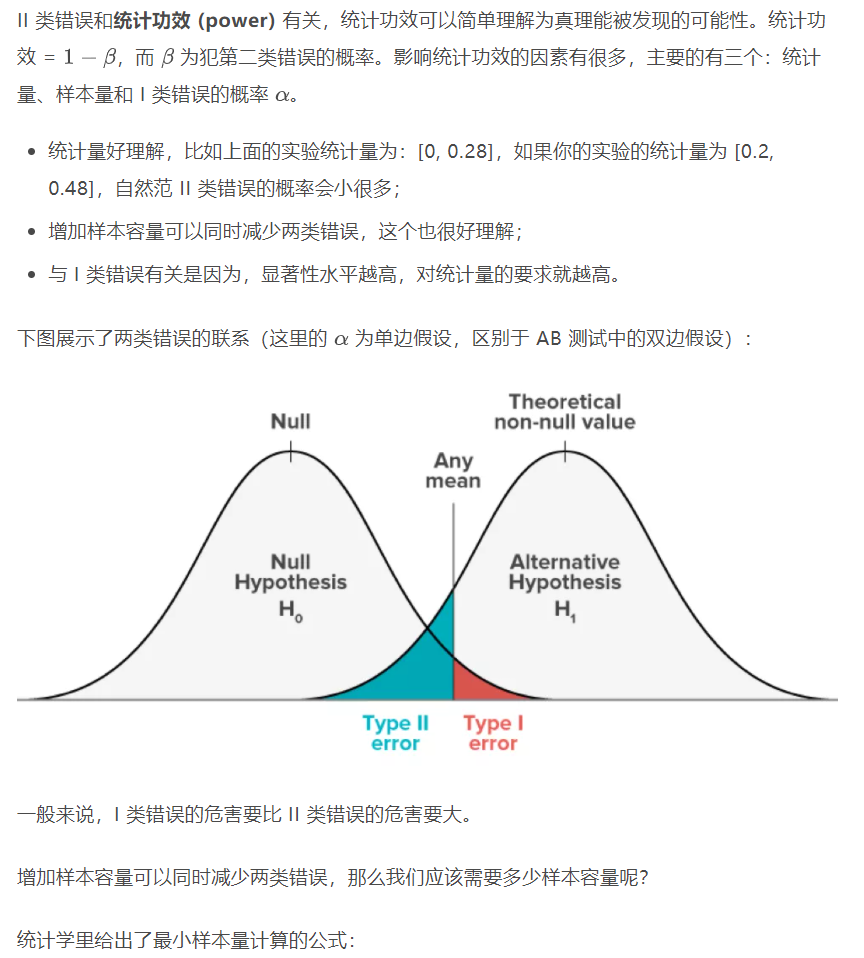 II 类错误和统计功效 (power) 有关，统计功效可以简单理解为真理能被发现的可能性。统计功
效 = 1 − β，而 β 为犯第二类错误的概率。影响统计功效的因素有很多，主要的有三个：统计
量、样本量和 I 类错误的概率 α。
• 统计量好理解，比如上面的实验统计量为：[0, 0.28]，如果你的实验的统计量为 [0.2,
0.48]，自然范 II 类错误的概率会小很多；
• 增加样本容量可以同时减少两类错误，这个也很好理解；
• 与 I 类错误有关是因为，显著性水平越高，对统计量的要求就越高。
下图展示了两类错误的联系（这里的 α 为单边假设，区别于 AB 测试中的双边假设）：
Null
Theoretical
non-null value
Any
mean
Null
Hypothesis
H₀
Alternative
Hypothesis
H₁
Type II
error
Type I
error
一般来说，I 类错误的危害要比 II 类错误的危害要大。
增加样本容量可以同时减少两类错误，那么我们应该需要多少样本容量呢？
统计学里给出了最小样本量计算的公式：